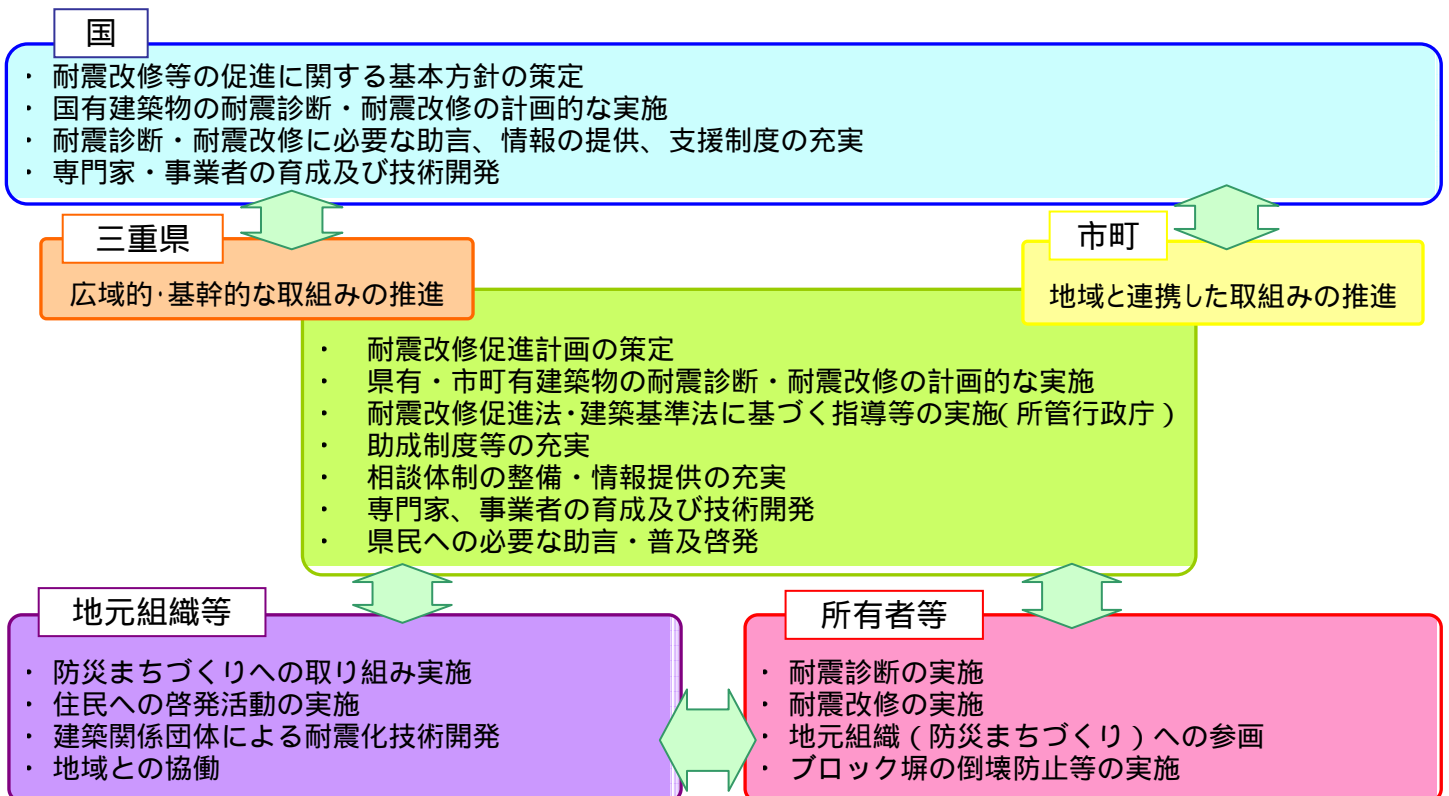 国
・ 耐震改修等の促進に関する基本方針の策定
・ 国有建築物の耐震診断・耐震改修の計画的な実施
・ 耐震診断・耐震改修に必要な助言、情報の提供、支援制度の充実
・ 専門家・事業者の育成及び技術開発
三重県
広域的・基幹的な取組みの推進
市町
地域と連携した取組みの推進
・ 耐震改修促進計画の策定
・ 県有・市町有建築物の耐震診断・耐震改修の計画的な実施
・ 耐震改修促進法・建築基準法に基づく指導等の実施(所管行政庁)
・ 助成制度等の充実
・ 相談体制の整備・情報提供の充実
・ 専門家、事業者の育成及び技術開発
・ 県民への必要な助言・普及啓発
地元組織等
・ 防災まちづくりへの取り組み実施
・ 住民への啓発活動の実施
・ 建築関係団体による耐震化技術開発
・ 地域との協働
所有者等
・ 耐震診断の実施
・ 耐震改修の実施
・ 地元組織(防災まちづくり)への参画
・ ブロック塀の倒壊防止等の実施